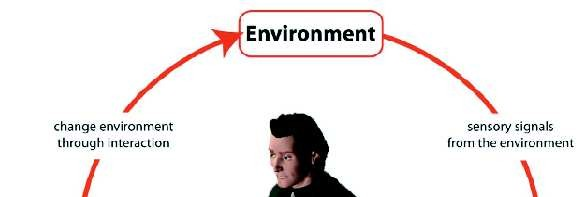 Environment
change environment
through interaction
sensory signals
from the environment